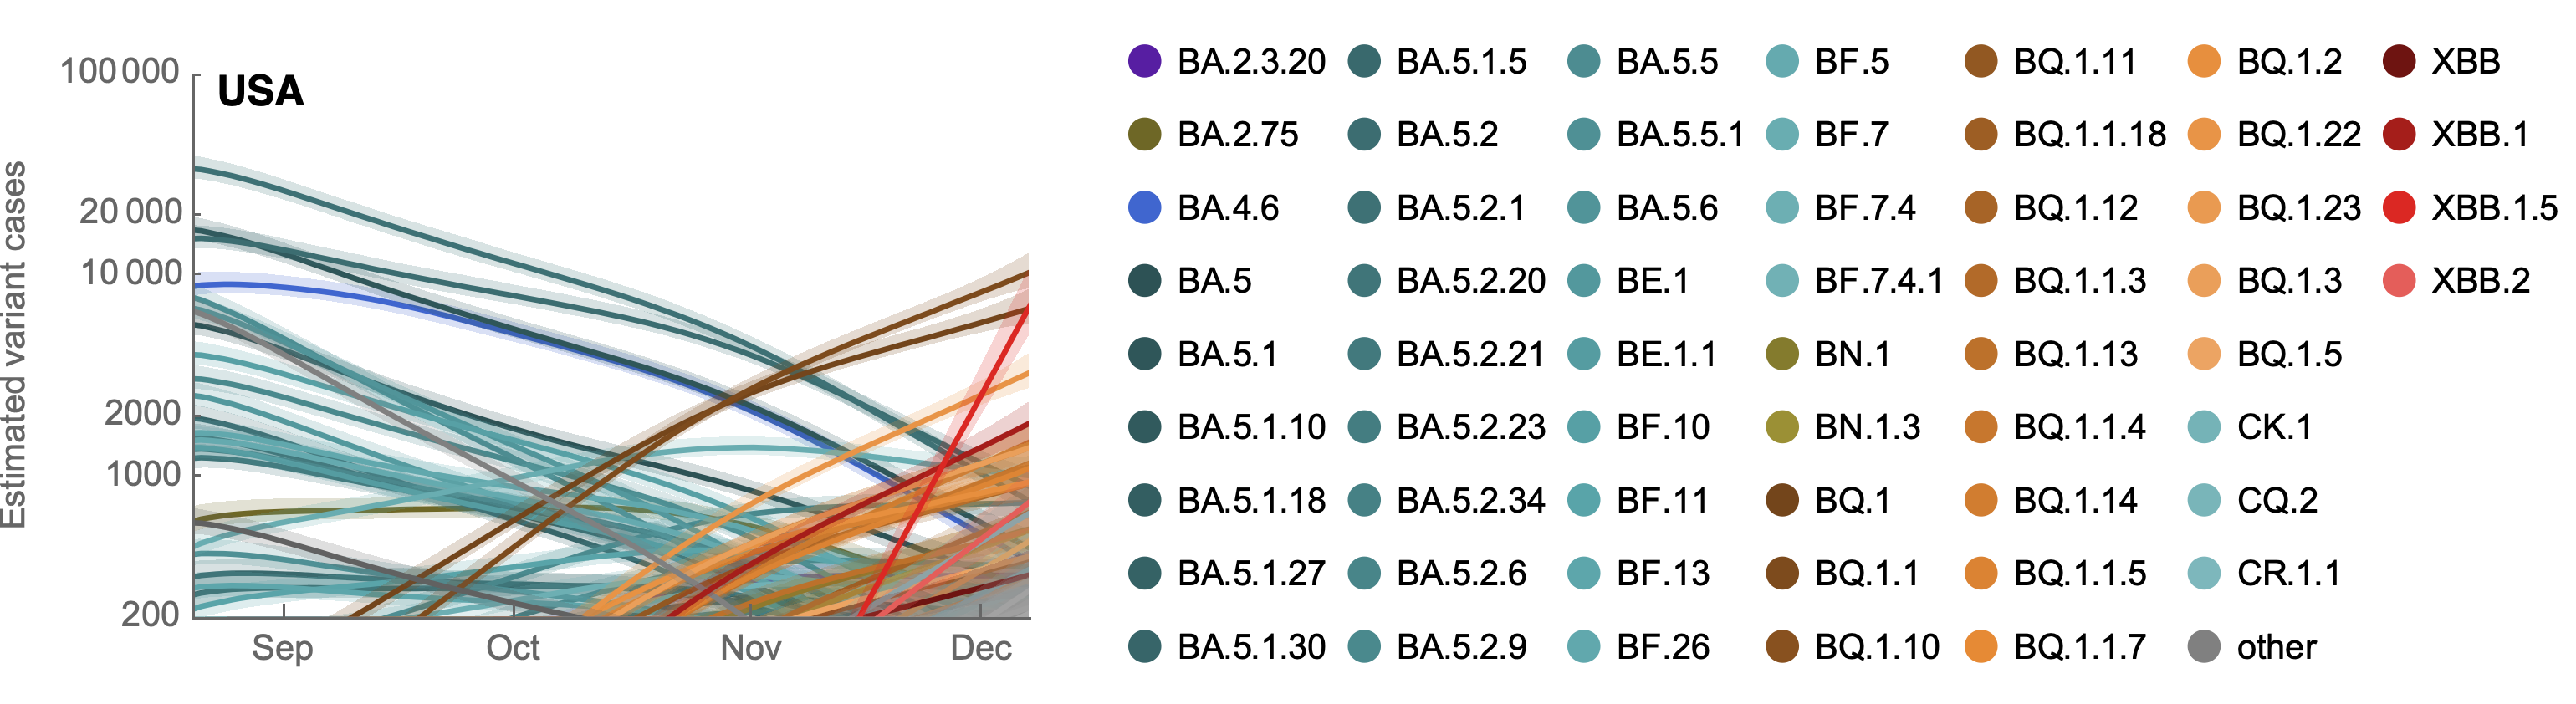 USA
Estimated variant cases
100 000
20 000
10 000
2000
1000
200
Sep Oct Nov Dec
BA.2.3.20 BA.5.1.5 BA.5.5 BF.5 BQ.1.11 BQ.1.2 XBB
BA.2.75 BA.5.2 BA.5.5.1 BF.7 BQ.1.1.18 BQ.1.22 XBB.1
BA.4.6 BA.5.2.1 BA.5.6 BF.7.4 BQ.1.12 BQ.1.23 XBB.1.5
BA.5 BA.5.2.20 BE.1 BF.7.4.1 BQ.1.1.3 BQ.1.3 XBB.2
BA.5.1 BA.5.2.21 BE.1.1 BN.1 BQ.1.13 BQ.1.5
BA.5.1.10 BA.5.2.23 BF.10 BN.1.3 BQ.1.1.4 CK.1
BA.5.1.18 BA.5.2.34 BF.11 BQ.1 BQ.1.14 CQ.2
BA.5.1.27 BA.5.2.6 BF.13 BQ.1.1 BQ.1.1.5 CR.1.1
BA.5.1.30 BA.5.2.9 BF.26 BQ.1.10 BQ.1.1.7 other